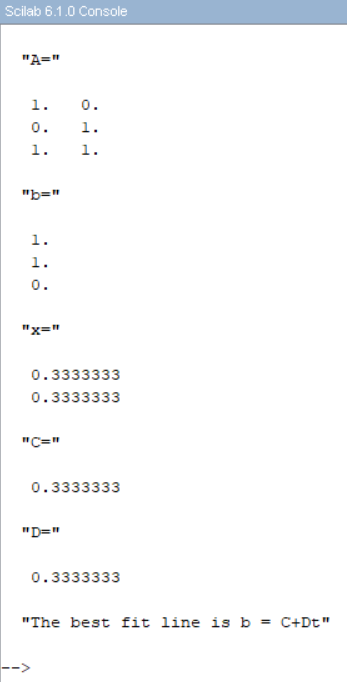 Scilab 6.1.0 Console
"A="
1. 0.
0. 1.
1. 1.
"b="
1.
1.
0.
"x="
0.3333333
0.3333333
"C="
0.3333333
"D="
0.3333333
"The best fit line is b = C+Dt"
-->